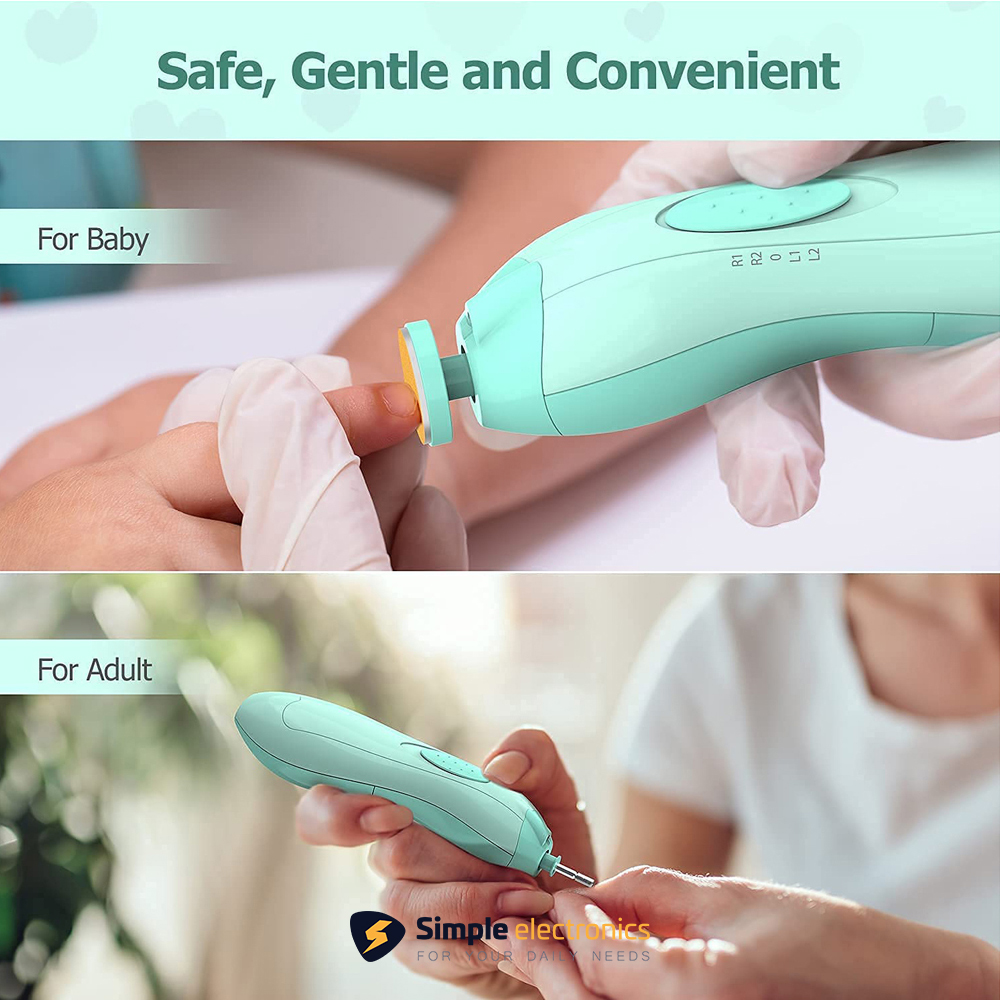 Safe, Gentle and Convenient
For Baby
R1
R2
0
L1
L2
For Adult
Simple electronics
FOR YOUR DAILY NEEDS